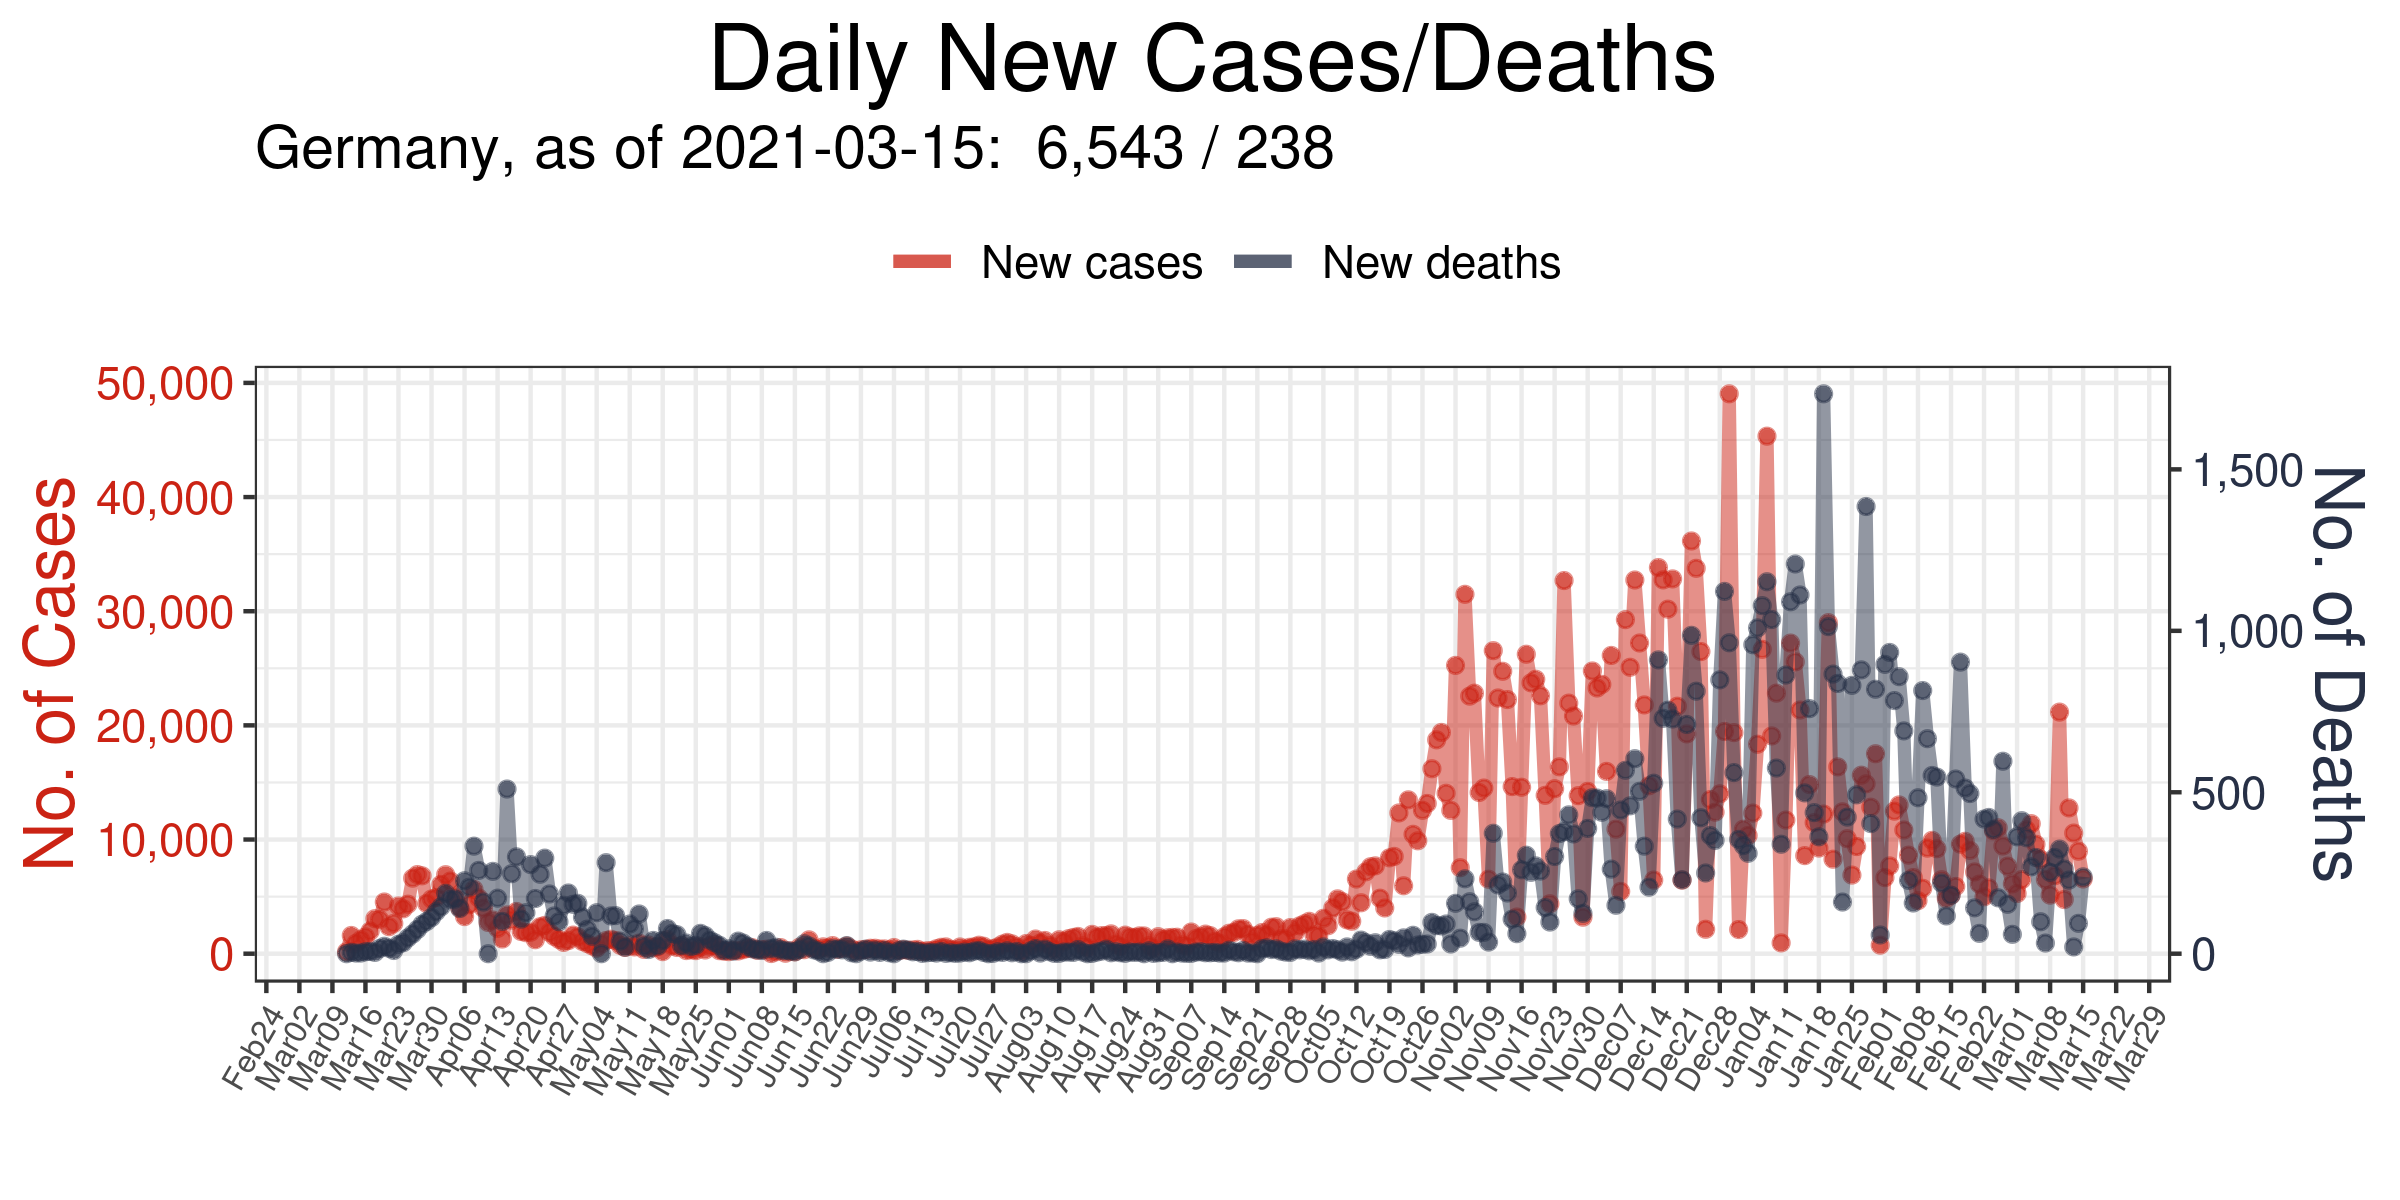 Daily New Cases/Deaths
Germany, as of 2021-03-15:  6,543 / 238
New cases
New deaths
No. of Cases
50,000
40,000
30,000
20,000
10,000
0
1,500
1,000
500
0
No. of Deaths
Feb24
Mar02
Mar09
Mar16
Mar23
Mar30
Apr06
Apr13
Apr20
Apr27
May04
May11
May18
May25
Jun01
Jun08
Jun15
Jun22
Jun29
Jul06
Jul13
Jul20
Jul27
Aug03
Aug10
Aug17
Aug24
Aug31
Sep07
Sep14
Sep21
Sep28
Oct05
Oct12
Oct19
Oct26
Nov02
Nov09
Nov16
Nov23
Nov30
Dec07
Dec14
Dec21
Dec28
Jan04
Jan11
Jan18
Jan25
Feb01
Feb08
Feb15
Feb22
Mar01
Mar08
Mar15
Mar22
Mar29